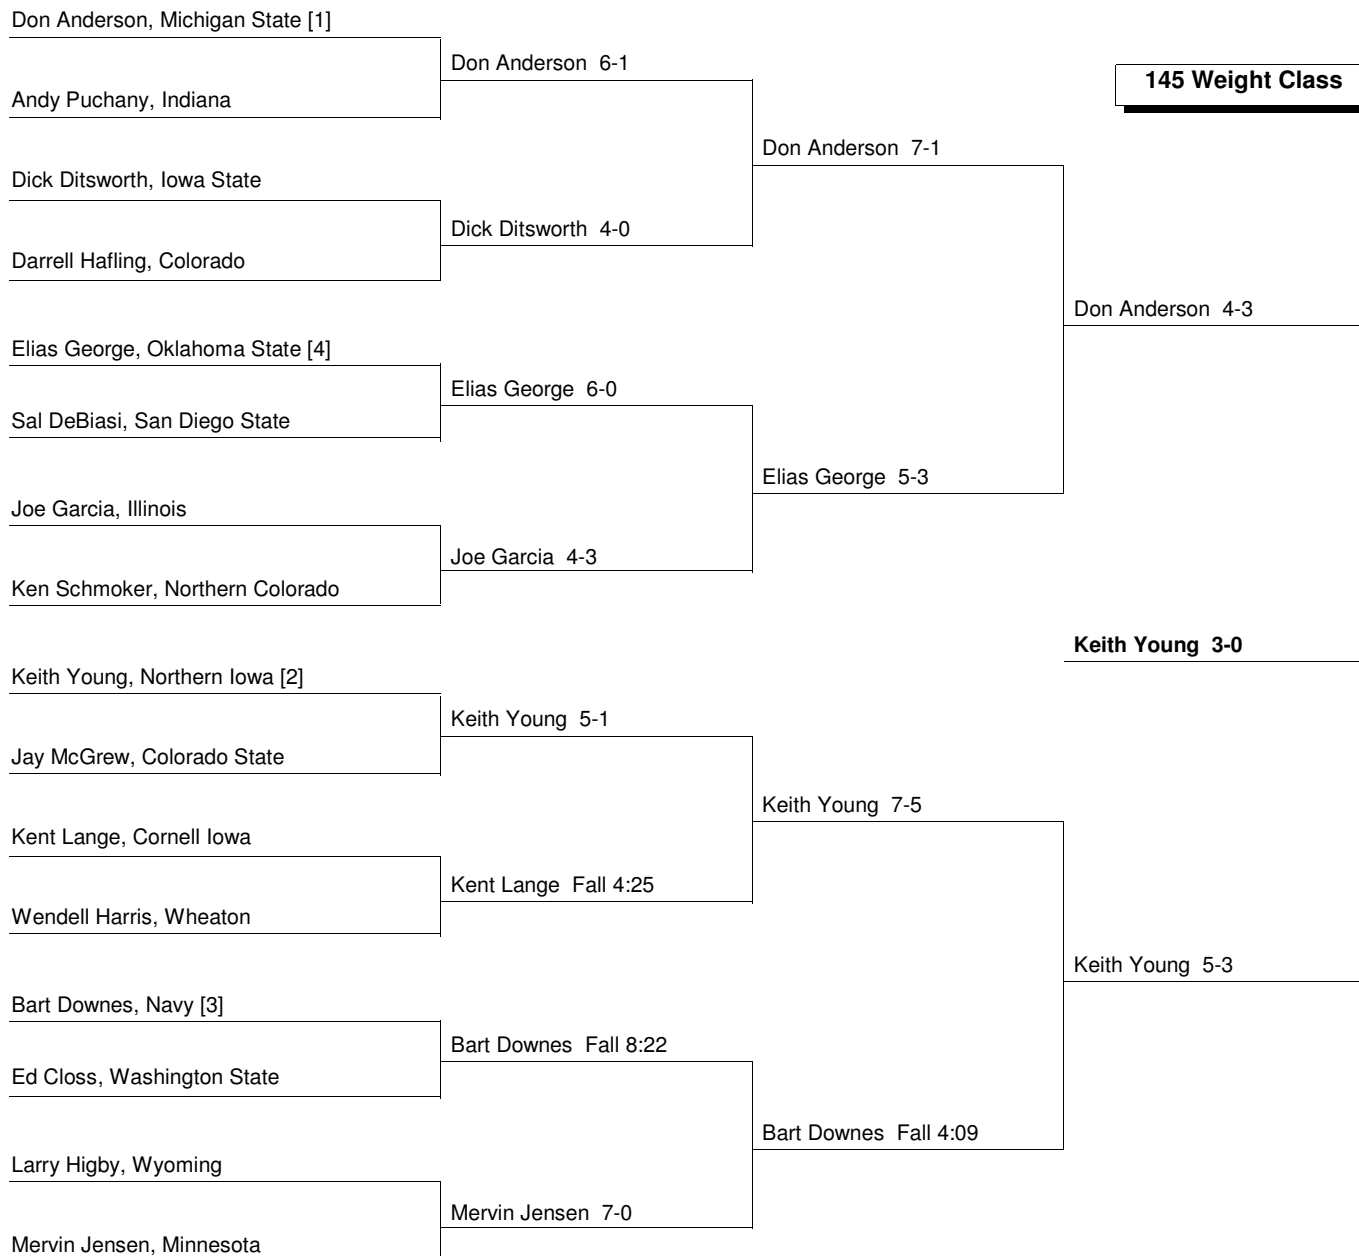 Don Anderson, Michigan State [1]
Don Anderson 6-1
145 Weight Class
Andy Puchany, Indiana
Don Anderson 7-1
Dick Ditsworth, Iowa State
Dick Ditsworth 4-0
Darrell Hafling, Colorado
Don Anderson 4-3
Elias George, Oklahoma State [4]
Elias George 6-0
Sal DeBiasi, San Diego State
Elias George 5-3
Joe Garcia, Illinois
Joe Garcia 4-3
Ken Schmoker, Northern Colorado
Keith Young 3-0
Keith Young, Northern Iowa [2]
Keith Young 5-1
Jay McGrew, Colorado State
Keith Young 7-5
Kent Lange, Cornell Iowa
Kent Lange Fall 4:25
Wendell Harris, Wheaton
Keith Young 5-3
Bart Downes, Navy [3]
Bart Downes Fall 8:22
Ed Closs, Washington State
Bart Downes Fall 4:09
Larry Higby, Wyoming
Mervin Jensen 7-0
Mervin Jensen, Minnesota